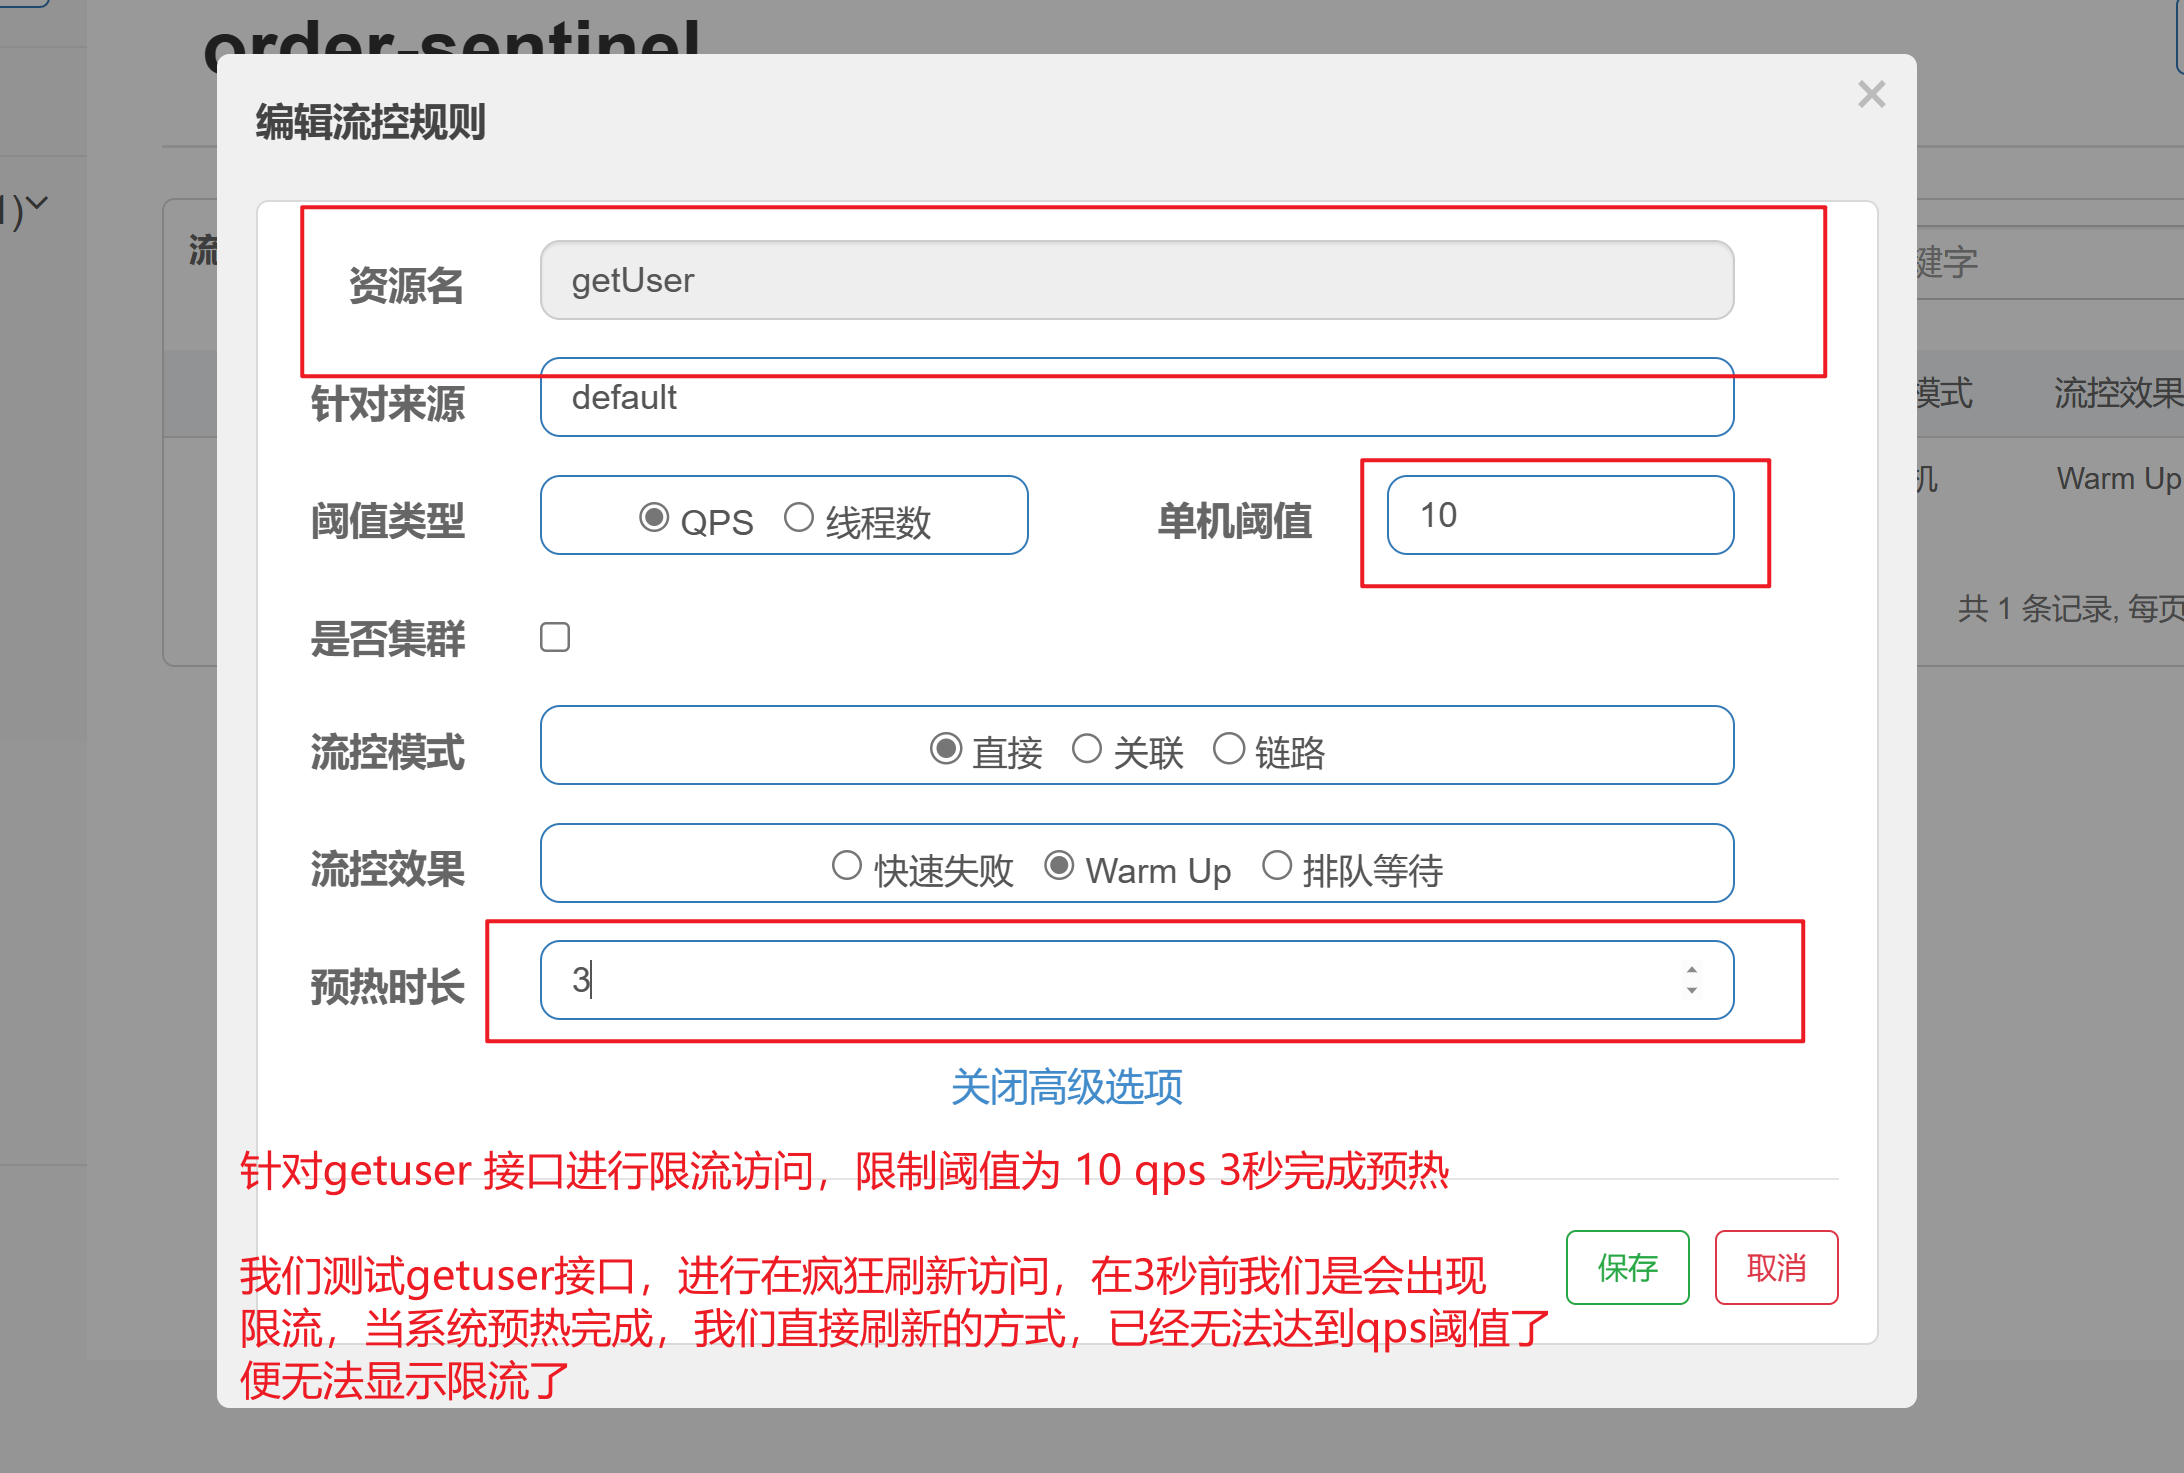 order-sentinel
编辑流控规则
×
1)
流
键字
资源名 getUser
针对来源 default
模式 流控效果
阈值类型 QPS 线程数 单机阈值 10
机 Warm Up
是否集群
共 1 条记录, 每页
流控模式 直接 关联 链路
流控效果 快速失败 Warm Up 排队等待
预热时长 3
关闭高级选项
针对getuser 接口进行限流访问，限制阈值为 10 qps 3秒完成预热
保存 取消
我们测试getuser接口，进行在疯狂刷新访问，在3秒前我们是会出现
限流，当系统预热完成，我们直接刷新的方式，已经无法达到qps阈值了
便无法显示限流了